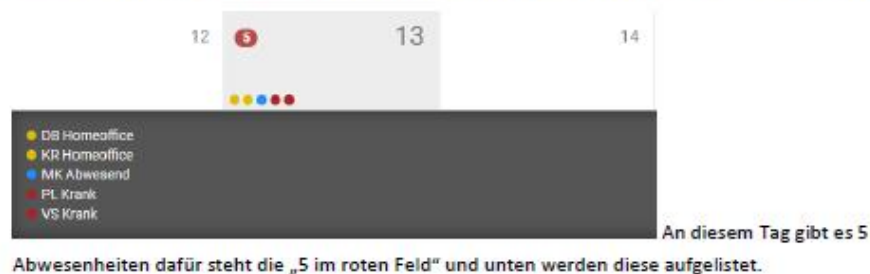 12 5 13 14
DB Homeoffice
KR Homeoffice
MK Abwesend
PL Krank
VS Krank
An diesem Tag gibt es 5
Abwesenheiten dafür steht die „5 im roten Feld“ und unten werden diese aufgelistet.